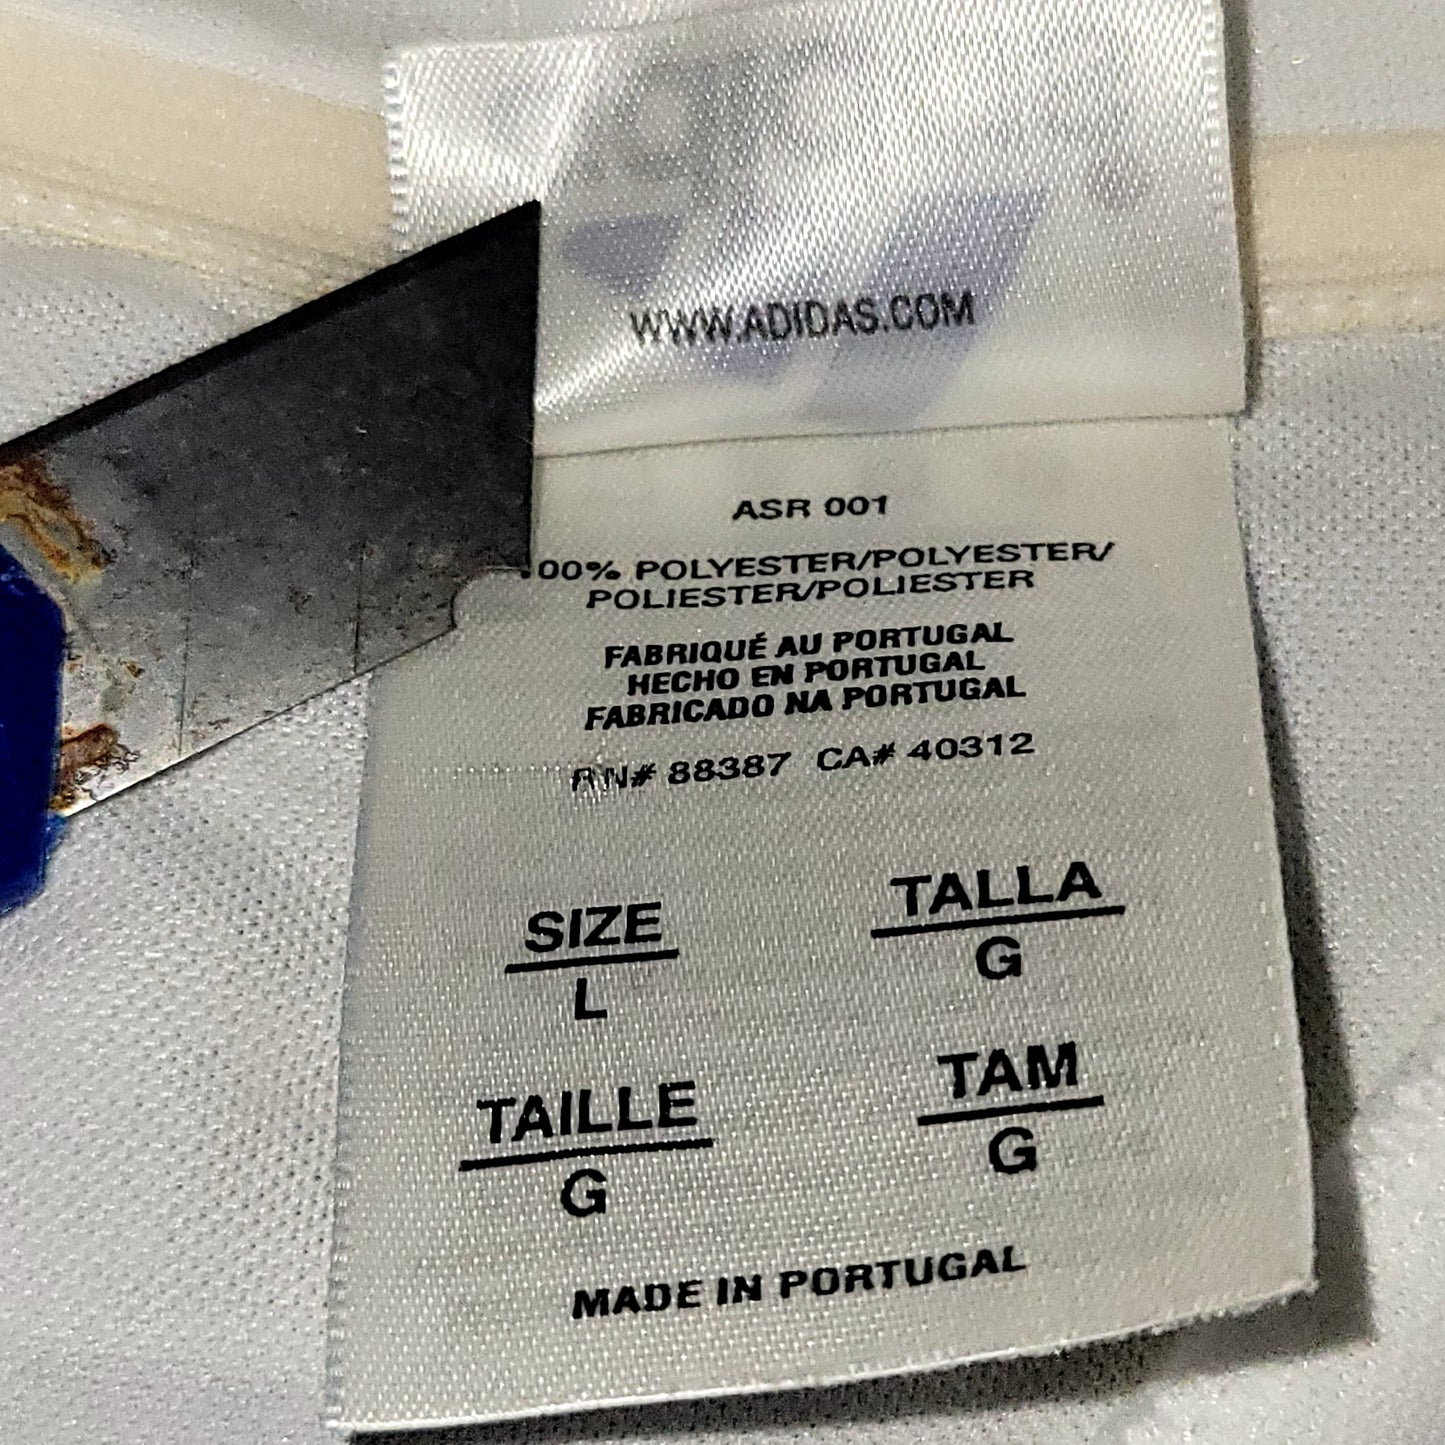 WWW.ADIDAS.COM
ASR 001
00% POLYESTER/POLYESTER/
POLIESTER/POLIESTER
FABRIQUÉ AU PORTUGAL
HECHO EN PORTUGAL
FABRICADO NA PORTUGAL
RN# 88387 CA# 40312
SIZE
L
TALLA
G
TAILLE
G
TAM
G
MADE IN PORTUGAL